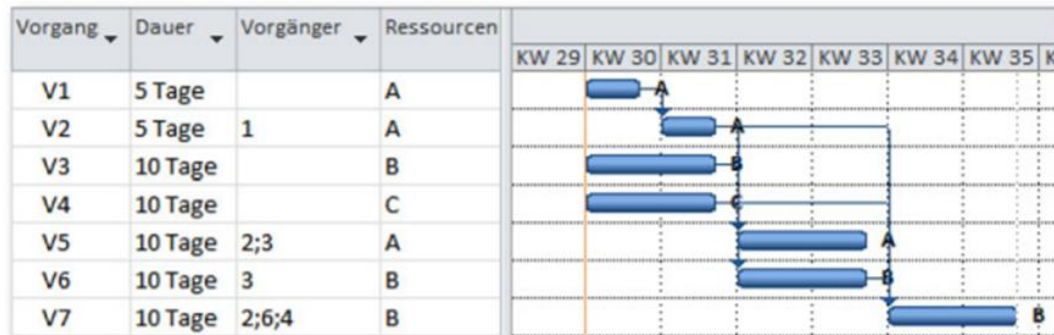 Vorgang Dauer Vorgänger Ressourcen
KW 29 KW 30 KW 31 KW 32 KW 33 KW 34 KW 35 K
V1 5 Tage A A
V2 5 Tage 1 A A
V3 10 Tage B B
V4 10 Tage C C
V5 10 Tage 2;3 A A
V6 10 Tage 3 B B
V7 10 Tage 2;6;4 B B